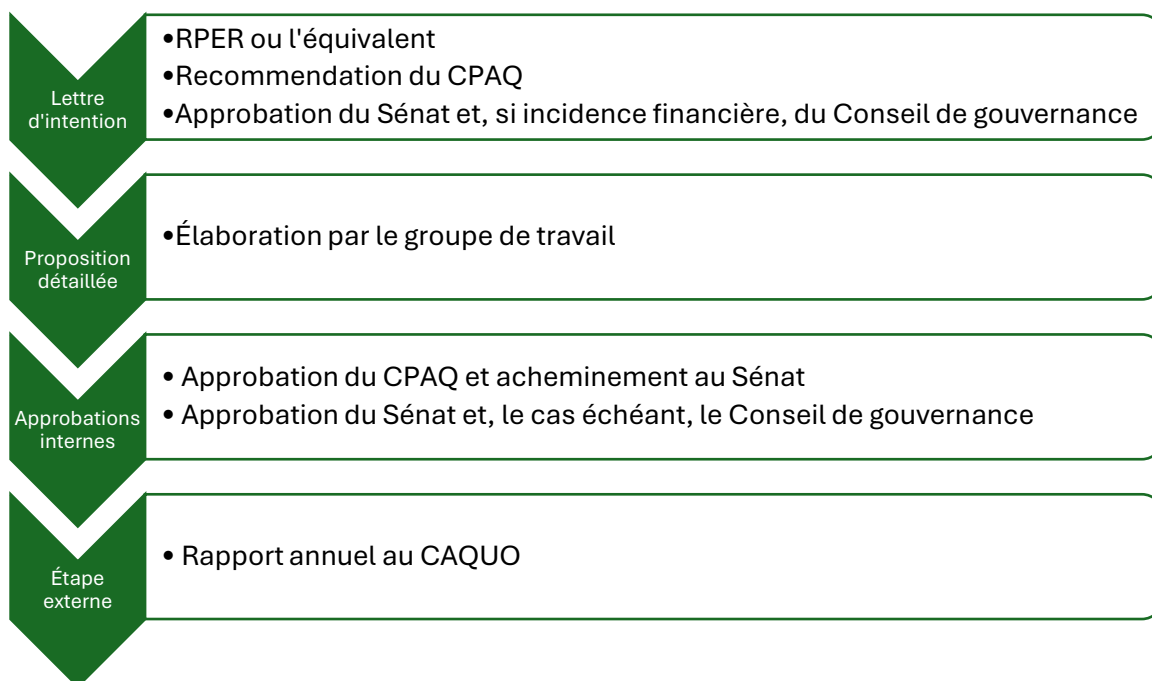 Lettre
d'intention
•RPER ou l'équivalent
•Recommendation du CPAQ
•Approbation du Sénat et, si incidence financière, du Conseil de gouvernance
Proposition
détaillée
•Élaboration par le groupe de travail
Approbations
internes
• Approbation du CPAQ et acheminement au Sénat
• Approbation du Sénat et, le cas échéant, le Conseil de gouvernance
Étape
externe
• Rapport annuel au CAQUO